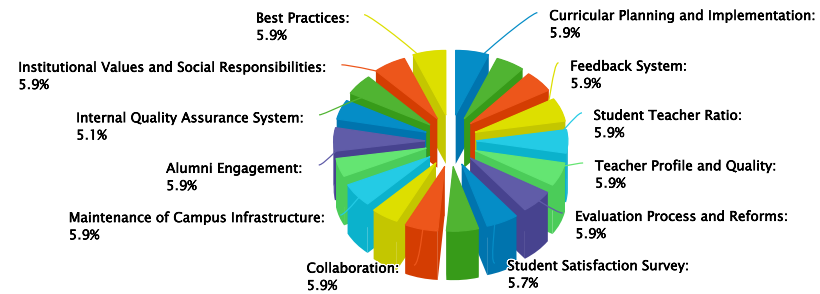 Best Practices:
5.9%
Curricular Planning and Implementation:
5.9%
Institutional Values and Social Responsibilities:
5.9%
Feedback System:
5.9%
Internal Quality Assurance System:
5.1%
Student Teacher Ratio:
5.9%
Alumni Engagement:
5.9%
Teacher Profile and Quality:
5.9%
Maintenance of Campus Infrastructure:
5.9%
Evaluation Process and Reforms:
5.9%
Collaboration:
5.9%
Student Satisfaction Survey:
5.7%